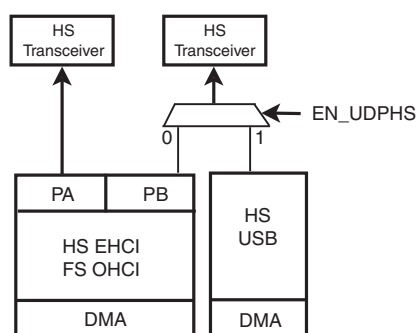 HS
Transceiver
HS
Transceiver
EN_UDPHS
0
1
PA
PB
HS EHCI
FS OHCI
DMA
HS
USB
DMA